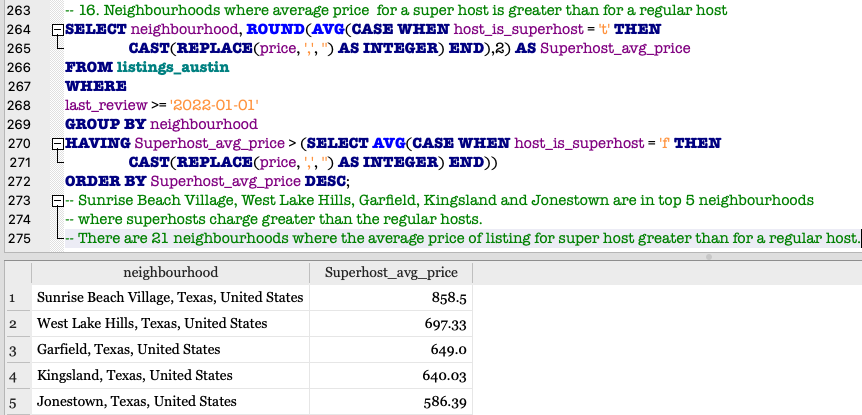 263 -- 16. Neighbourhoods where average price  for a super host is greater than for a regular host
264 SELECT neighbourhood, ROUND(AVG(CASE WHEN host_is_superhost = 't' THEN
265 CAST(REPLACE(price, ',', '') AS INTEGER) END),2) AS Superhost_avg_price
266 FROM listings_austin
267 WHERE
268 last_review >= '2022-01-01'
269 GROUP BY neighbourhood
270 HAVING Superhost_avg_price > (SELECT AVG(CASE WHEN host_is_superhost = 'f' THEN
271 CAST(REPLACE(price, ',', '') AS INTEGER) END))
272 ORDER BY Superhost_avg_price DESC;
273 -- Sunrise Beach Village, West Lake Hills, Garfield, Kingsland and Jonestown are in top 5 neighbourhoods
274 -- where superhosts charge greater than the regular hosts.
275 -- There are 21 neighbourhoods where the average price of listing for super host greater than for a regular host.
neighbourhood Superhost_avg_price
1 Sunrise Beach Village, Texas, United States 858.5
2 West Lake Hills, Texas, United States 697.33
3 Garfield, Texas, United States 649.0
4 Kingsland, Texas, United States 640.03
5 Jonestown, Texas, United States 586.39